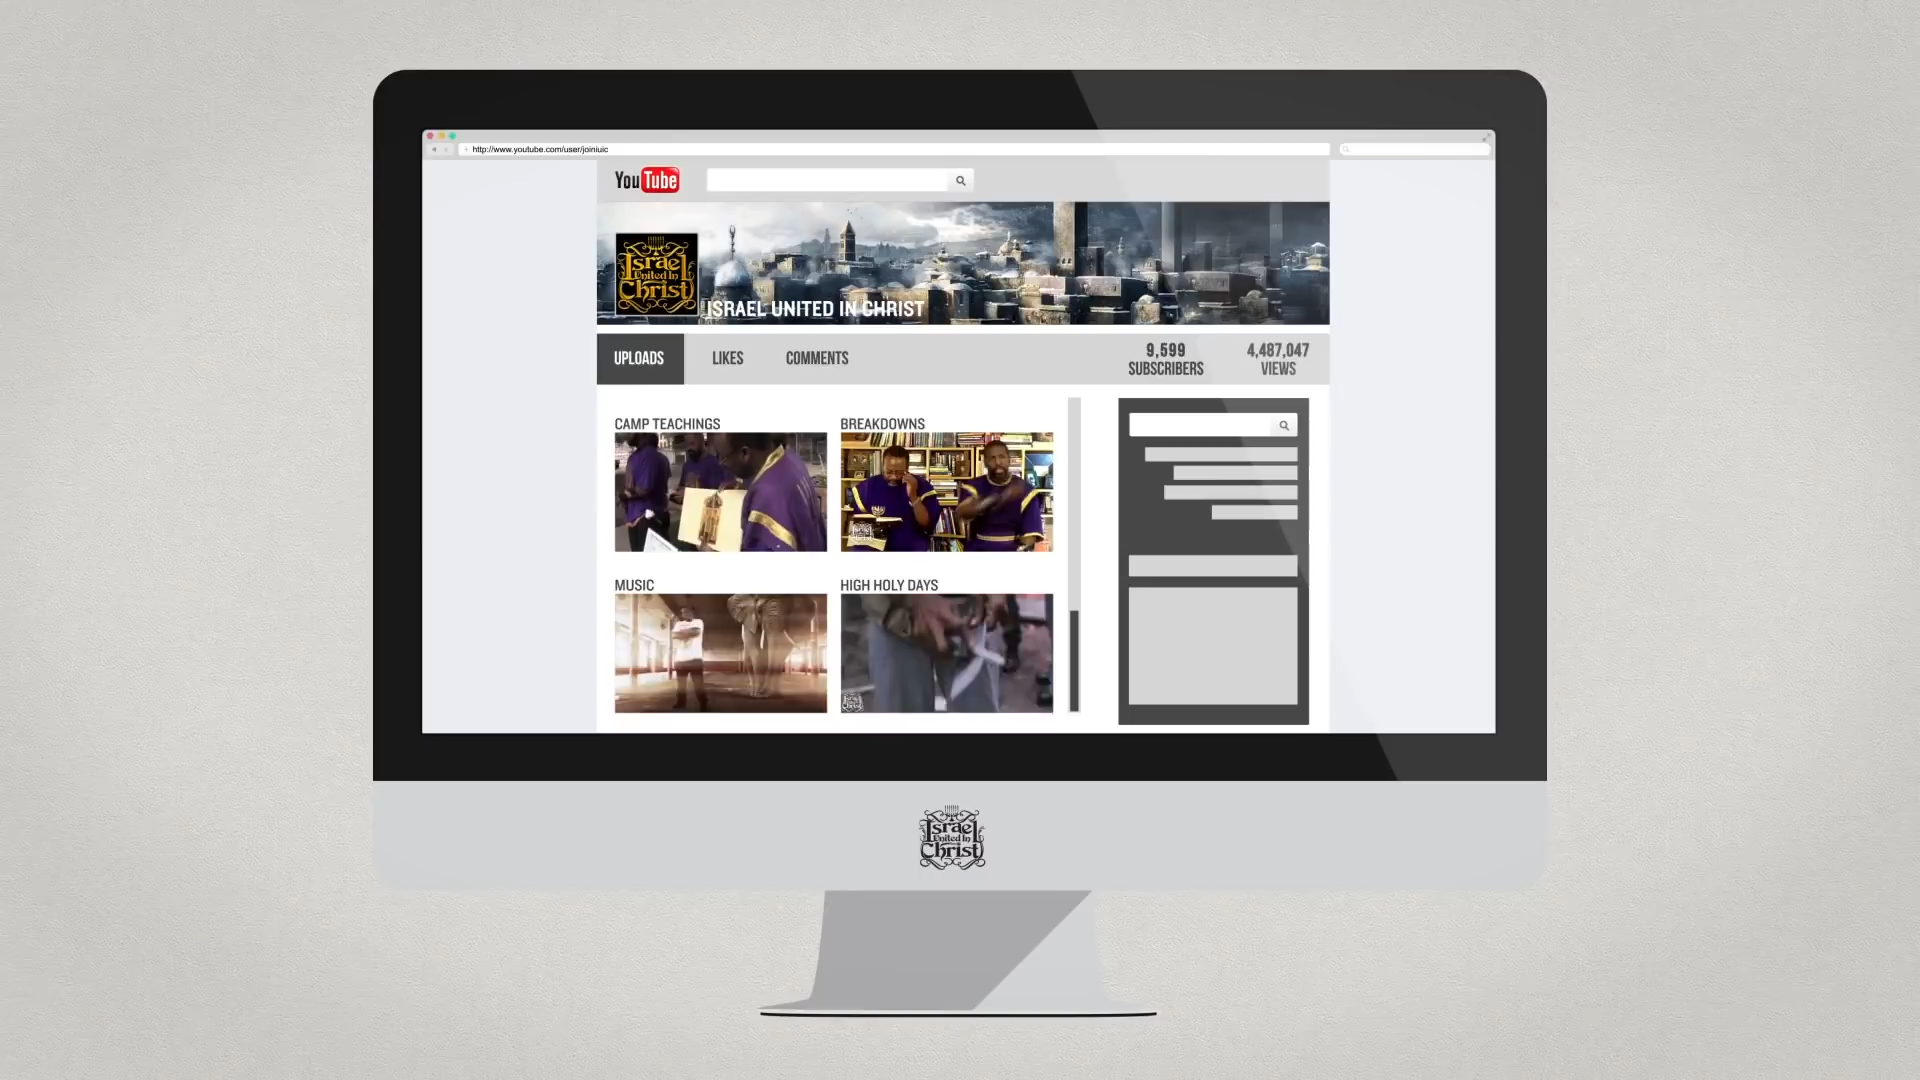 http://www.youtube.com/user/joiniuic
YouTube
Israel
United In
Christ
ISRAEL UNITED IN CHRIST
UPLOADS
LIKES
COMMENTS
9,599
SUBSCRIBERS
4,487,047
VIEWS
CAMP TEACHINGS
BREAKDOWNS
MUSIC
HIGH HOLY DAYS
Israel
United In
Christ